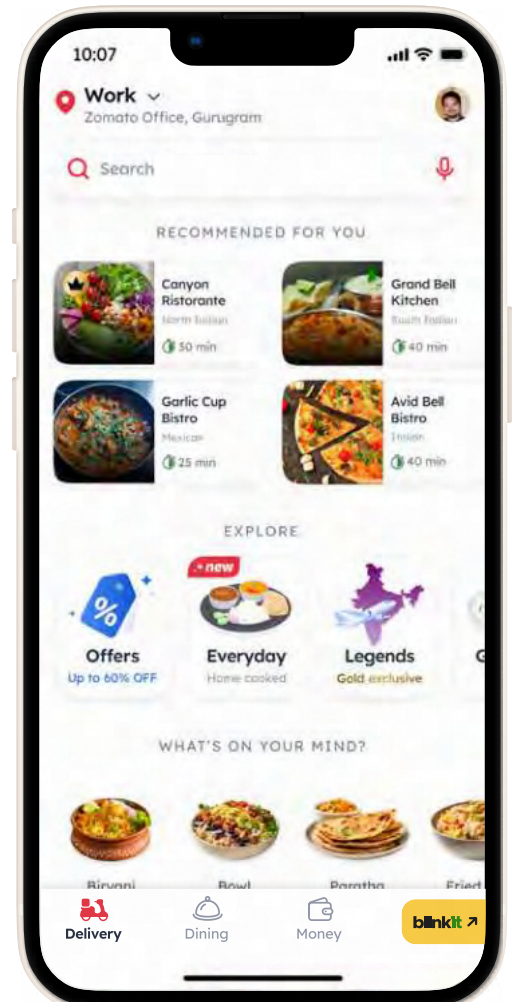 10:07
Work
Zomato Office, Gurugram
Search
RECOMMENDED FOR YOU
Canyon
Ristorante
North Indian
30 min
Grand Bell
Kitchen
South Indian
40 min
Garlic Cup
Bistro
Mexican
25 min
Avid Bell
Bistro
Italian
40 min
EXPLORE
new
%
Offers
Up to 60% OFF
Everyday
Home cooked
Legends
Gold exclusive
G
WHAT'S ON YOUR MIND?
Biryani
Bowl
Paratha
Fried
Delivery
Dining
Money
blinkit